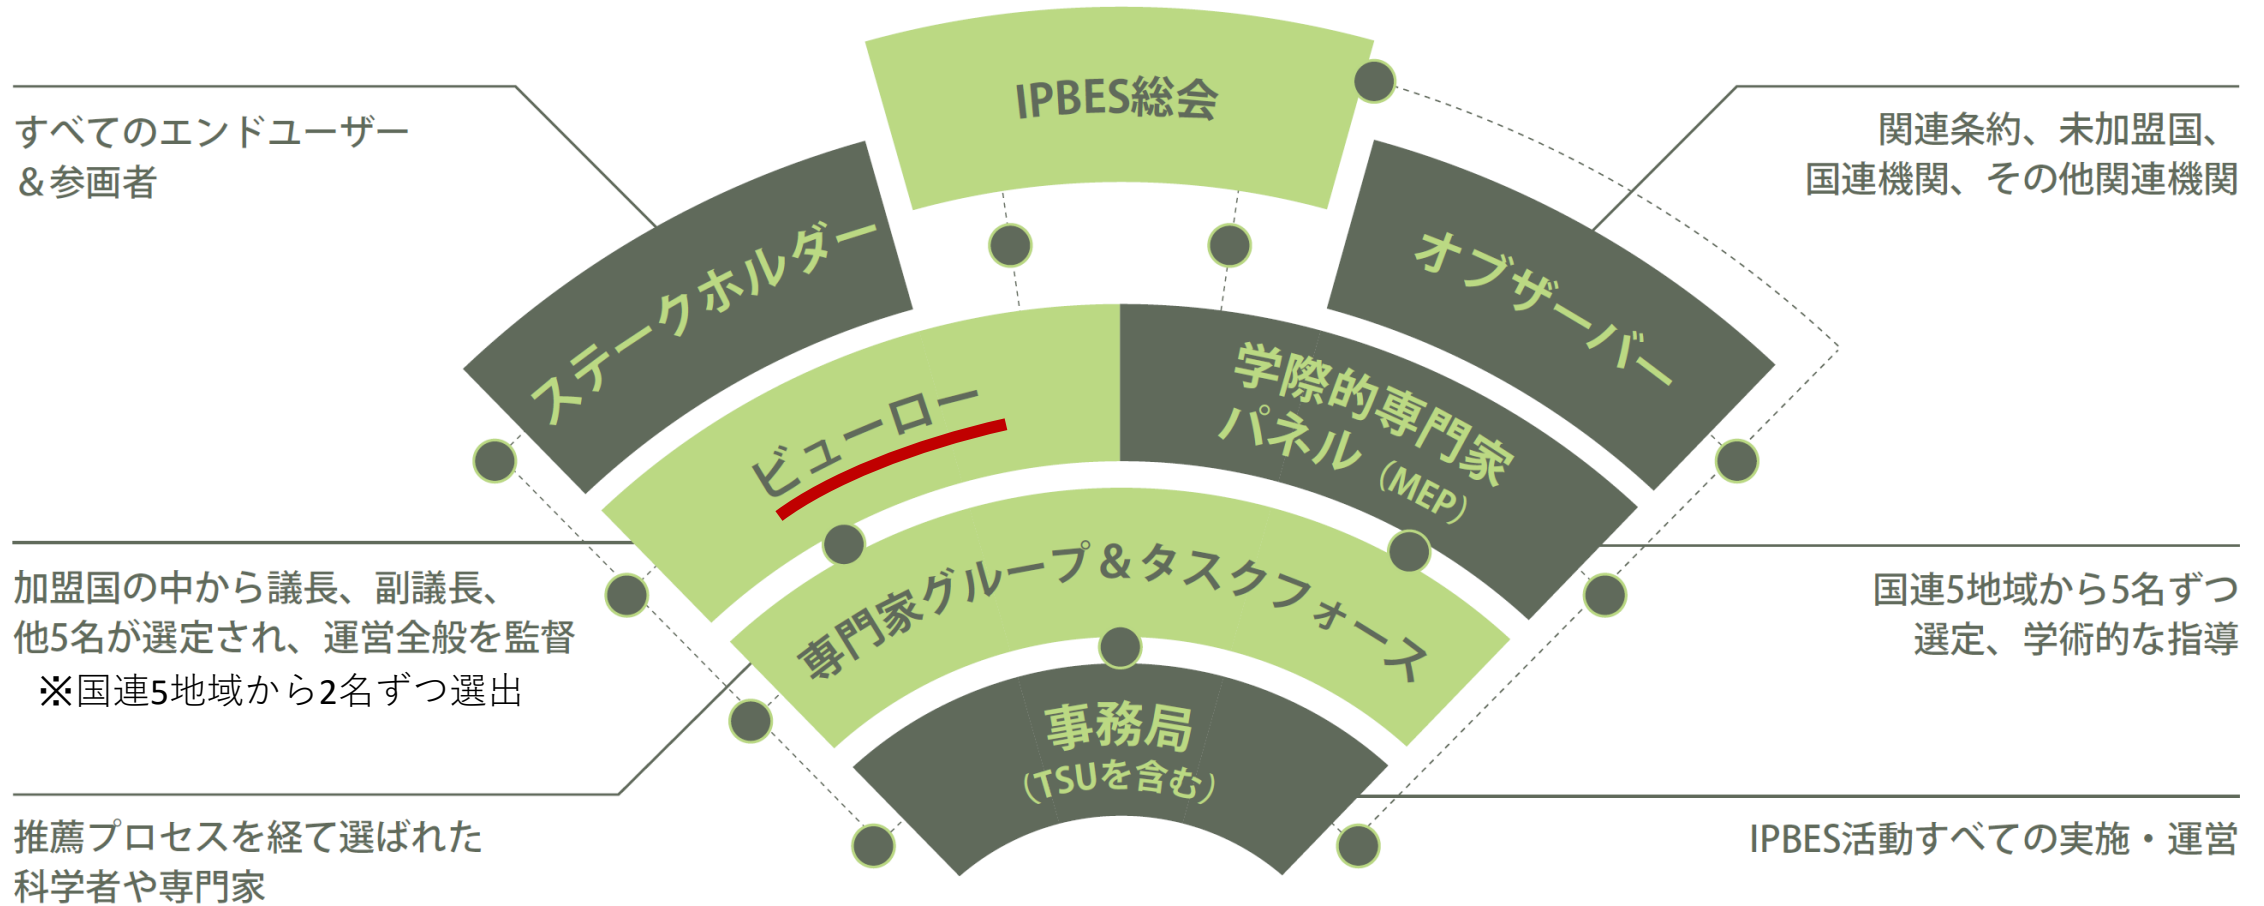 IPBES総会
すべてのエンドユーザー
＆参画者
関連条約、未加盟国、
国連機関、その他関連機関
ステークホルダー
オブザーバー
ビューロー
学際的専門家
パネル（MEP）
加盟国の中から議長、副議長、
他5名が選定され、運営全般を監督
※国連5地域から2名ずつ選出
専門家グループ＆タスクフォース
国連5地域から5名ずつ
選定、学術的な指導
事務局
（TSUを含む）
推薦プロセスを経て選ばれた
科学者や専門家
IPBES活動すべての実施・運営